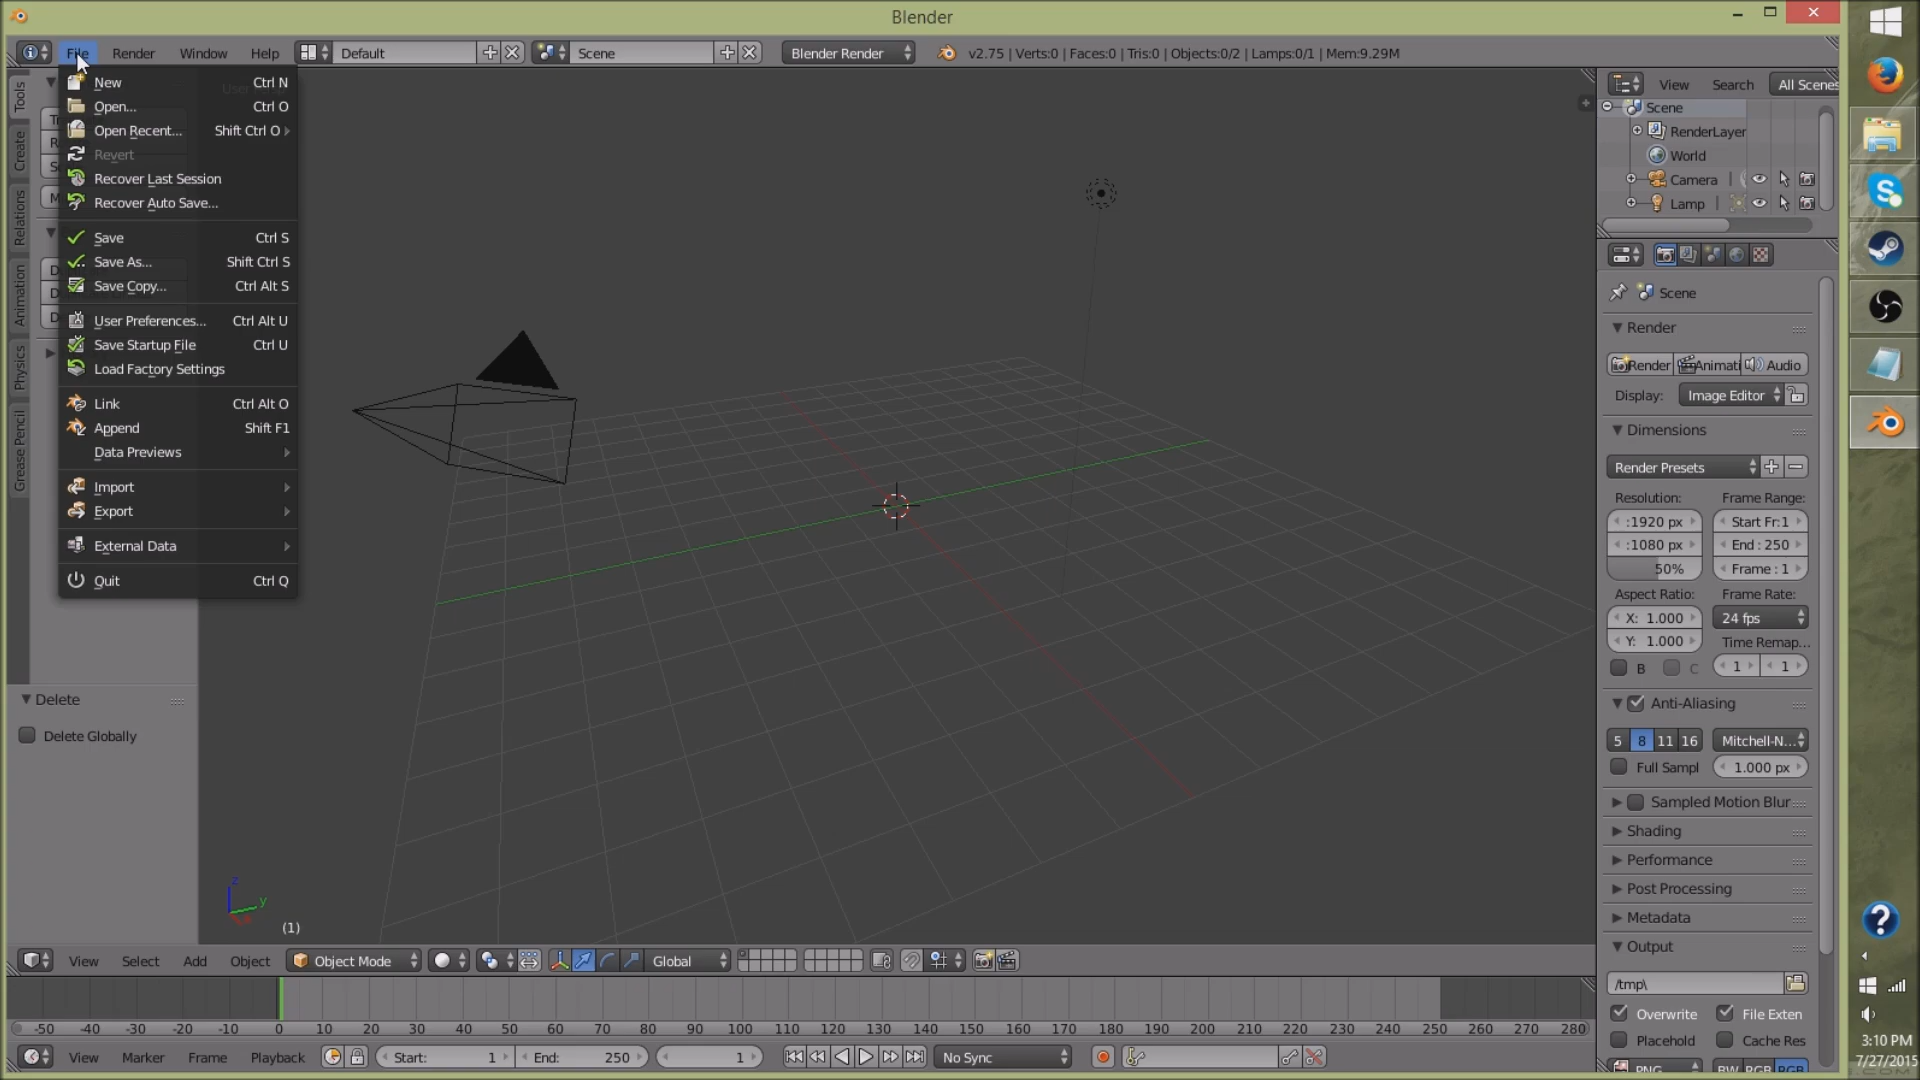 Blender
File Render Window Help Default Scene Blender Render v2.75 | Verts:0 | Faces:0 | Tris:0 | Objects:0/2 | Lamps:0/1 | Mem:9.29M
New Ctrl N
Open... Ctrl O
Open Recent... Shift Ctrl O
Revert
Recover Last Session
Recover Auto Save...
Save Ctrl S
Save As... Shift Ctrl S
Save Copy... Ctrl Alt S
User Preferences... Ctrl Alt U
Save Startup File Ctrl U
Load Factory Settings
Link Ctrl Alt O
Append Shift F1
Data Previews
Import
Export
External Data
Quit Ctrl Q
Tools
Create
Relations
Animation
Physics
Grease Pencil
Delete
Delete Globally
z
y
(1)
View Search All Scenes
Scene
RenderLayer
World
Camera
Lamp
Scene
Render
Render Animati Audio
Display: Image Editor
Dimensions
Render Presets
Resolution: Frame Range:
:1920 px Start Fr:1
:1080 px End : 250
50% Frame : 1
Aspect Ratio: Frame Rate:
X: 1.000 24 fps
Y: 1.000 Time Remap...
B C 1 1
Anti-Aliasing
5 8 11 16 Mitchell-N...
Full Sampl 1.000 px
Sampled Motion Blur
Shading
Performance
Post Processing
Metadata
Output
/tmp\
Overwrite File Exten
Placehold Cache Res
PNG BW RGB RGB
View Select Add Object Object Mode Global
-50 -40 -30 -20 -10 0 10 20 30 40 50 60 70 80 90 100 110 120 130 140 150 160 170 180 190 200 210 220 230 240 250 260 270 280
View Marker Frame Playback Start: 1 End: 250 1 No Sync
3:10 PM
7/27/2015